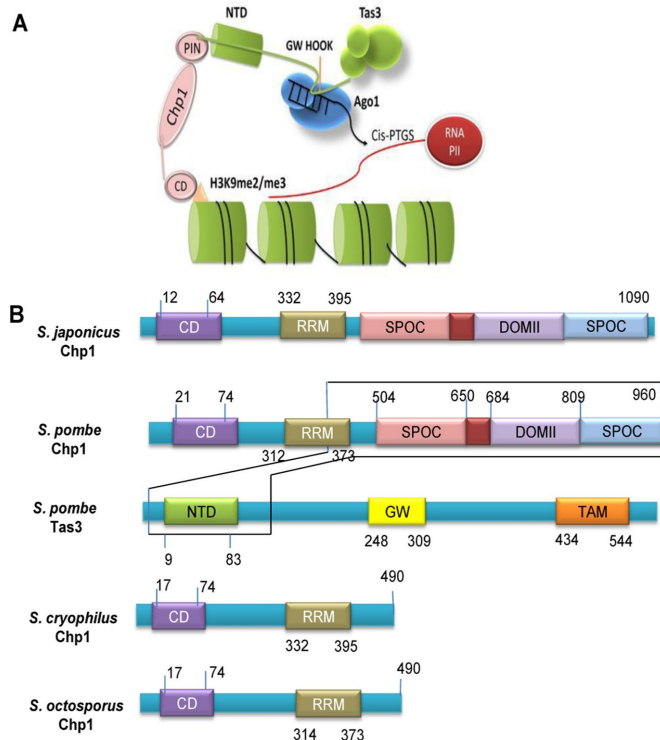 A
NTD
Tas3
PIN
GW HOOK
Chp1
Ago1
Cis-PTGS
RNA
PII
CD
H3K9me2/me3
B
12 64 332 395 1090
S. japonicus
Chp1
CD RRM SPOC DOMII SPOC
21 74 504 650 684 809 960
S. pombe
Chp1
CD RRM SPOC DOMII SPOC
312 373
S. pombe
Tas3
NTD GW TAM
9 83 248 309 434 544
17 74 490
S. cryophilus
Chp1
CD RRM
332 395
17 74 490
S. octosporus
Chp1
CD RRM
314 373